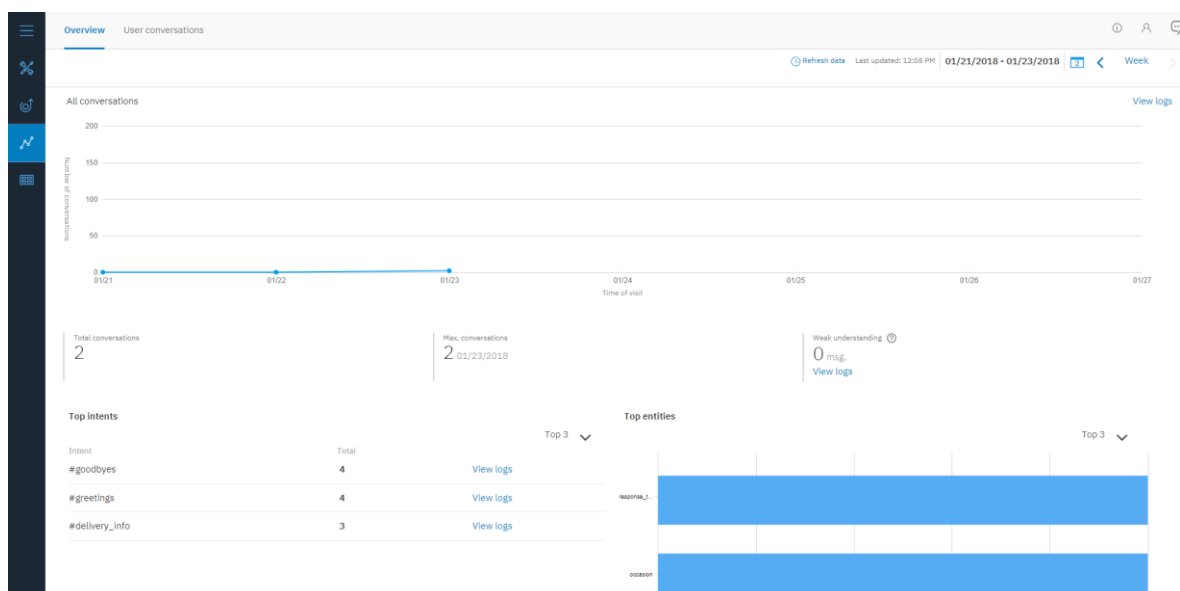 Overview User conversations
Refresh data Last updated: 12:05 PM 01/21/2018 - 01/23/2018 Week
All conversations View logs
200
150
100
50
0
Number of conversations
01/21 01/22 01/23 01/24 01/25 01/26 01/27
Time of visit
Total conversations Max. conversations Weak understanding
2 2 01/23/2018 0 msg.
View logs
Top intents Top entities
Top 3 Top 3
Intent Total
#goodbyes 4 View logs
#greetings 4 View logs
response_t...
#delivery_info 3 View logs
occasion